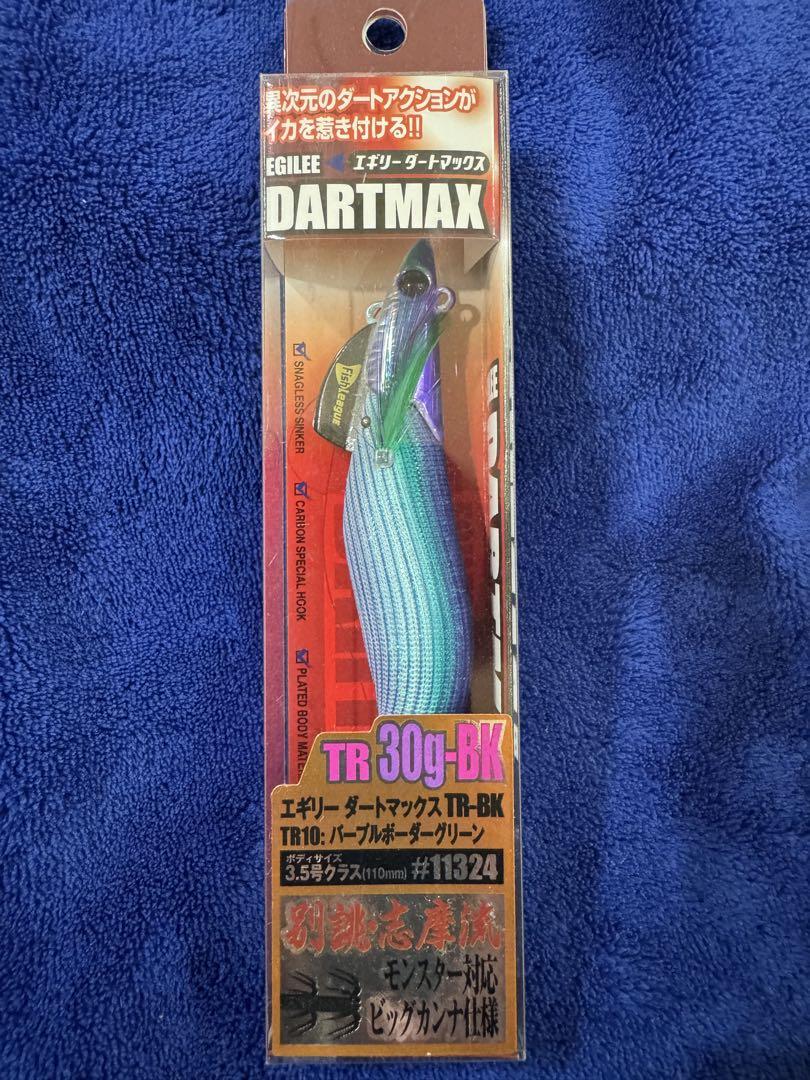 異次元のダートアクションが
イカを惹き付ける!!
EGILEE エギリーダートマックス
DARTMAX
Fish League
SNAGLESS SINKER
CARBON SPECIAL HOOK
PLATED BODY MATE
TR 30g-BK
エギリー ダートマックス TR-BK
TR10: パープルボーダーグリーン
ボディサイズ
3.5号クラス(110mm) #11324
別誂・志摩流
モンスター対応
ビッグカンナ仕様